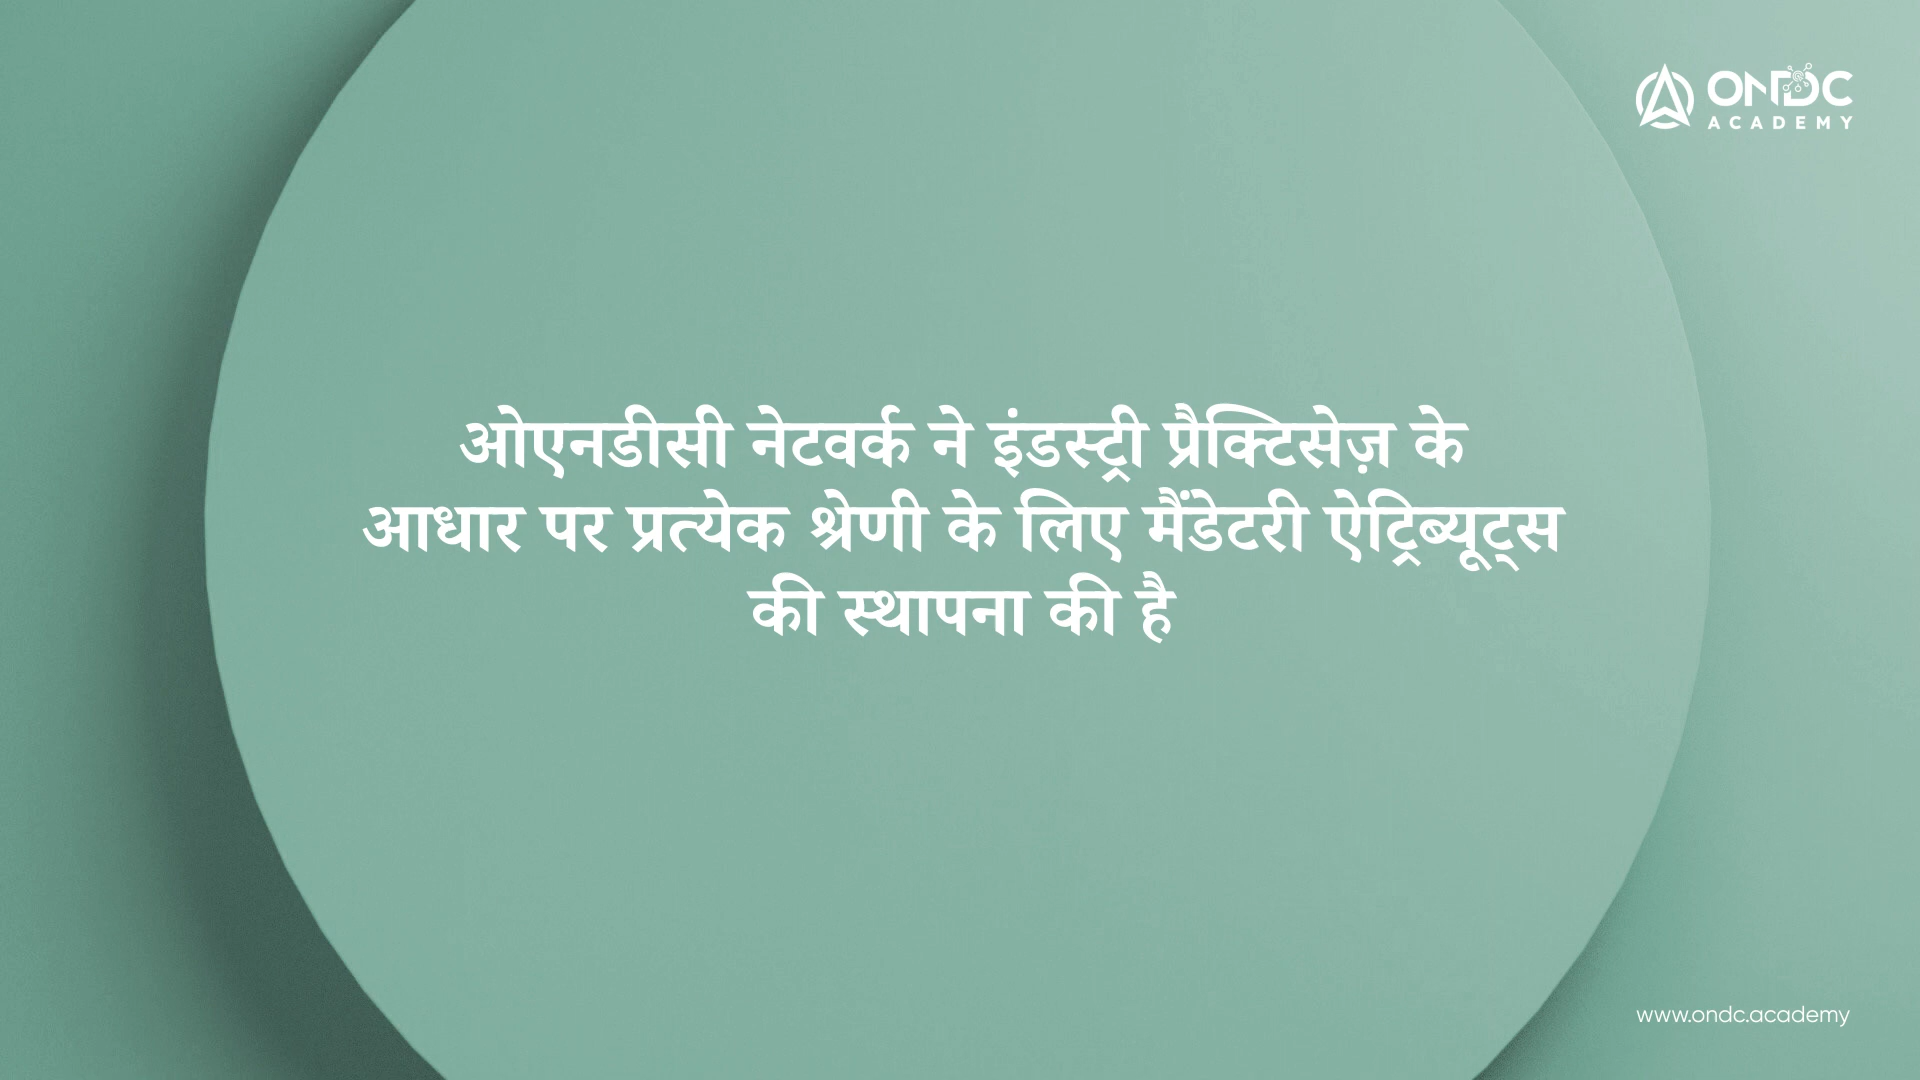 ONDC
ACADEMY
ओएनडीसी नेटवर्क ने इंडस्ट्री प्रैक्टिसेज़ के
आधार पर प्रत्येक श्रेणी के लिए मैंडेटरी ऐट्रिब्यूट्स
की स्थापना की है
www.ondc.academy